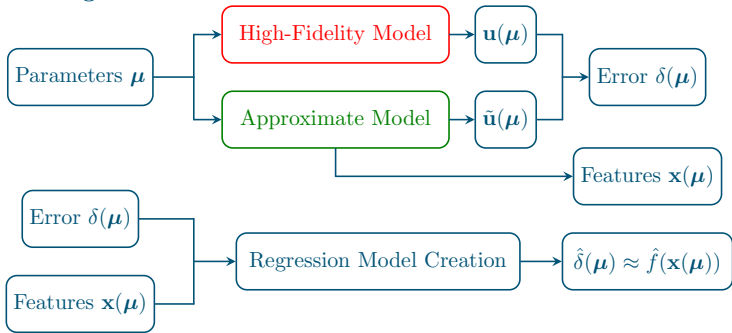 High-Fidelity Model
𝐮(𝝁)
Parameters 𝝁
Error δ(𝝁)
Approximate Model
𝐮̃(𝝁)
Features 𝐱(𝝁)
Error δ(𝝁)
Regression Model Creation
δ̂(𝝁) ≈ f̂(𝐱(𝝁))
Features 𝐱(𝝁)